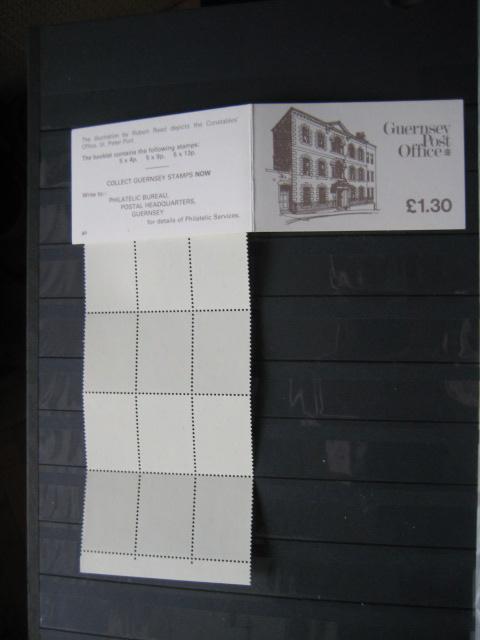 The illustration by Robert Reed depicts the Constables'
Office, St. Peter Port.
The booklet contains the following stamps:
5 x 4p. 5 x 9p. 5 x 13p.
COLLECT GUERNSEY STAMPS NOW
Write to:-
PHILATELIC BUREAU,
POSTAL HEADQUARTERS,
GUERNSEY
for details of Philatelic Services.
Guernsey
Post
Office
£1.30